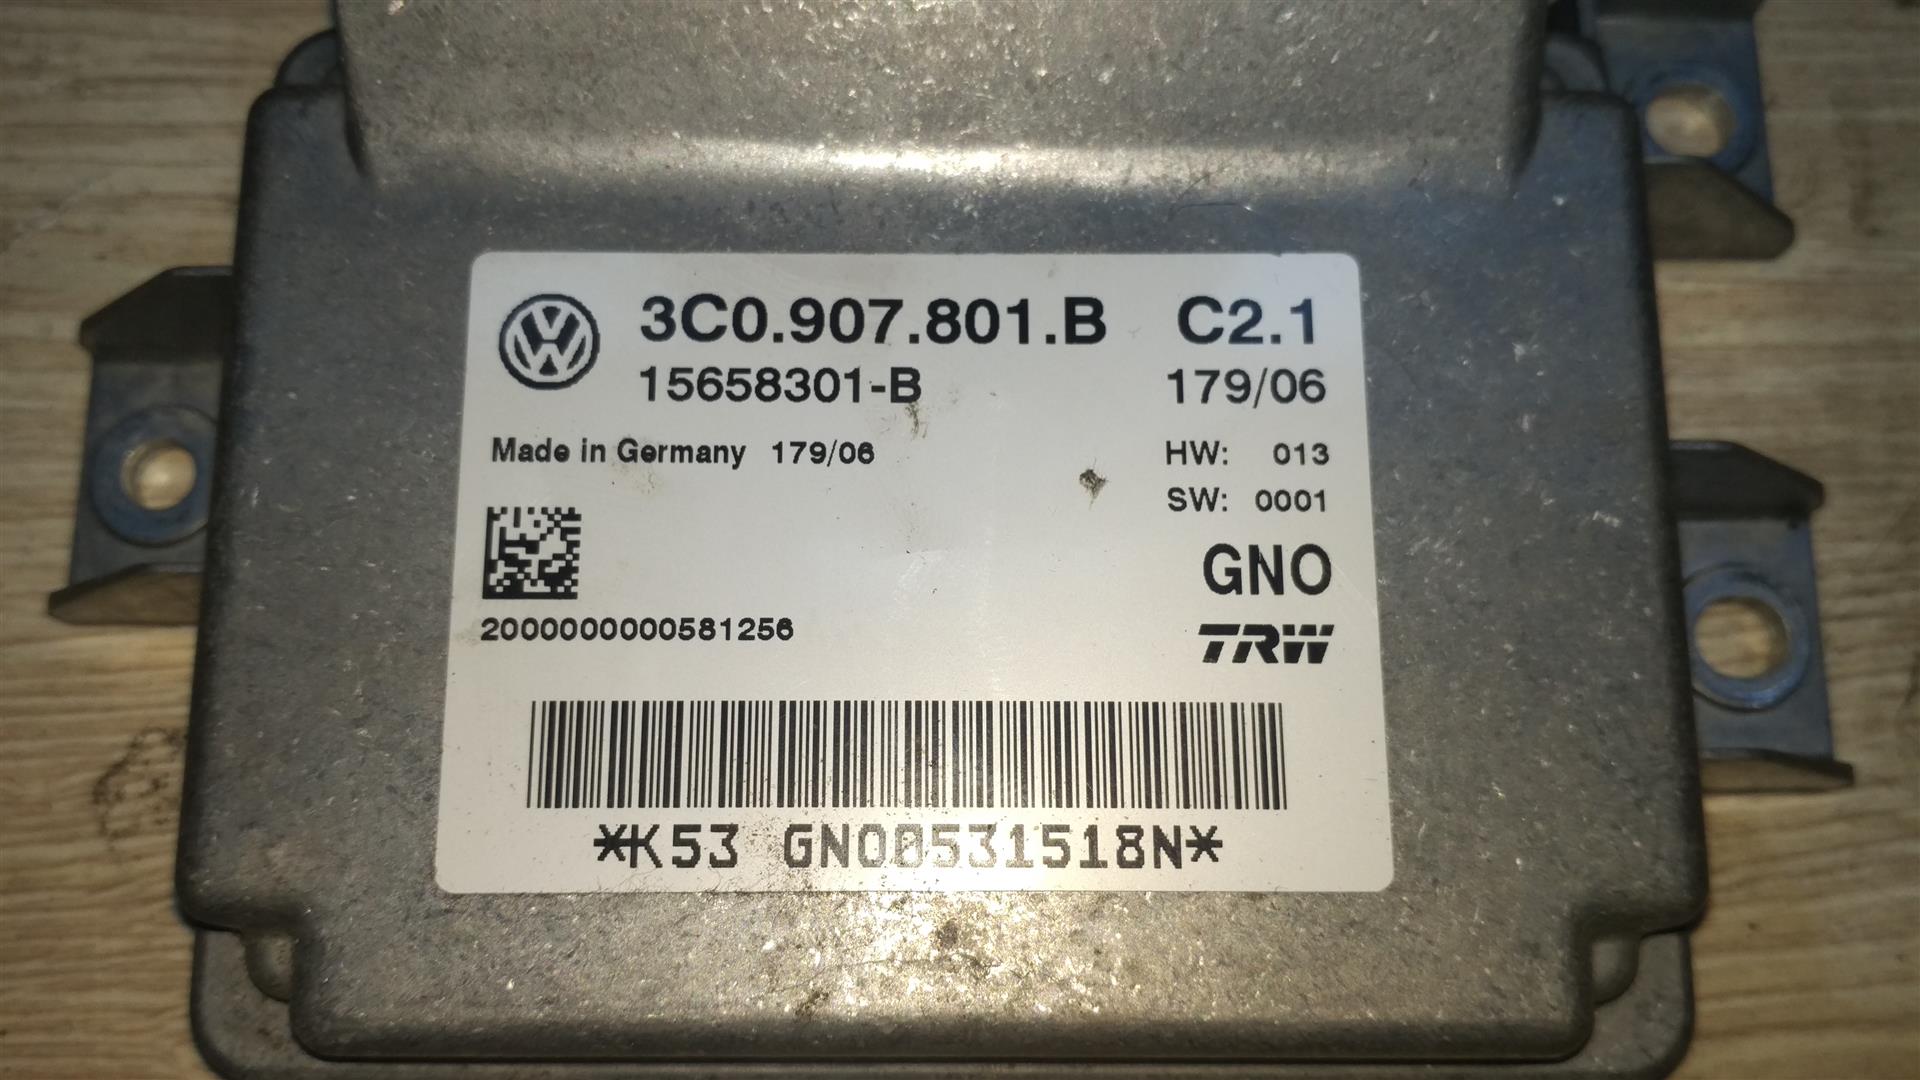 3C0.907.801.B C2.1
15658301-B 179/06
Made in Germany 179/06 HW: 013
SW: 0001
GNO
2000000000581256
TRW
*K53 GNO00531518N*